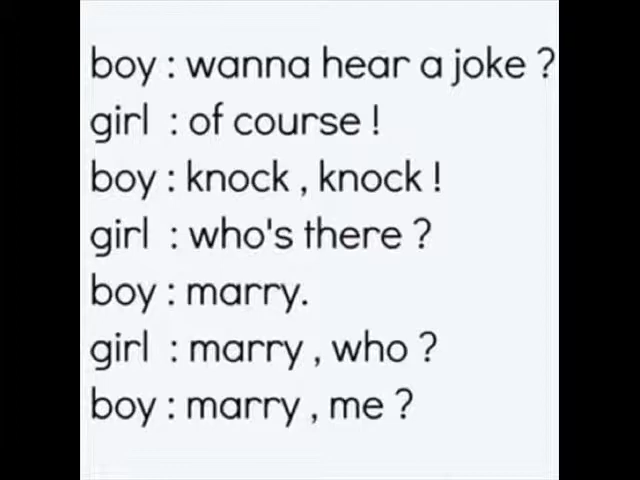 boy : wanna hear a joke ?
girl : of course !
boy : knock , knock !
girl : who's there ?
boy : marry.
girl : marry , who ?
boy : marry , me ?